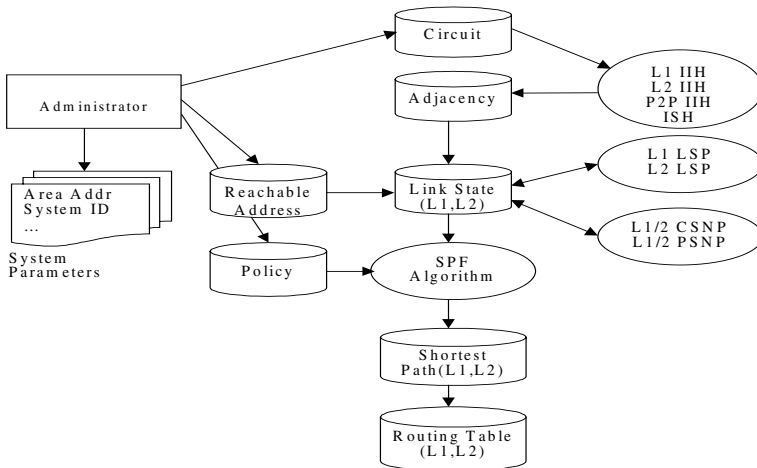 Circuit
L1 IIH
L2 IIH
P2P IIH
ISH
Administrator
Adjacency
Area Addr
System ID
...
System
Parameters
Reachable
Address
Link State
(L1,L2)
L1 LSP
L2 LSP
L1/2 CSNP
L1/2 PSNP
Policy
SPF
Algorithm
Shortest
Path(L1,L2)
Routing Table
(L1,L2)